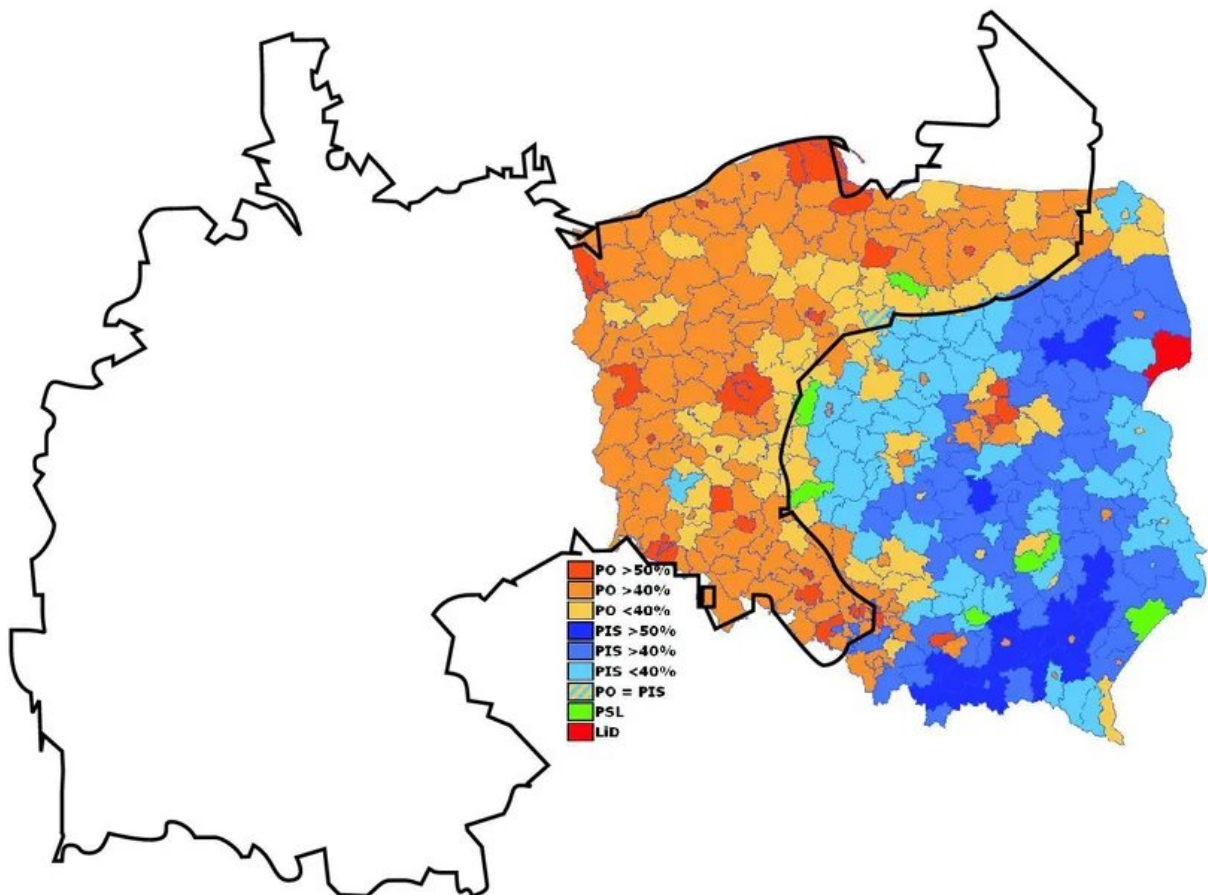 PO >50%
PO >40%
PO <40%
PIS >50%
PIS >40%
PIS <40%
PO = PIS
PSL
LiD